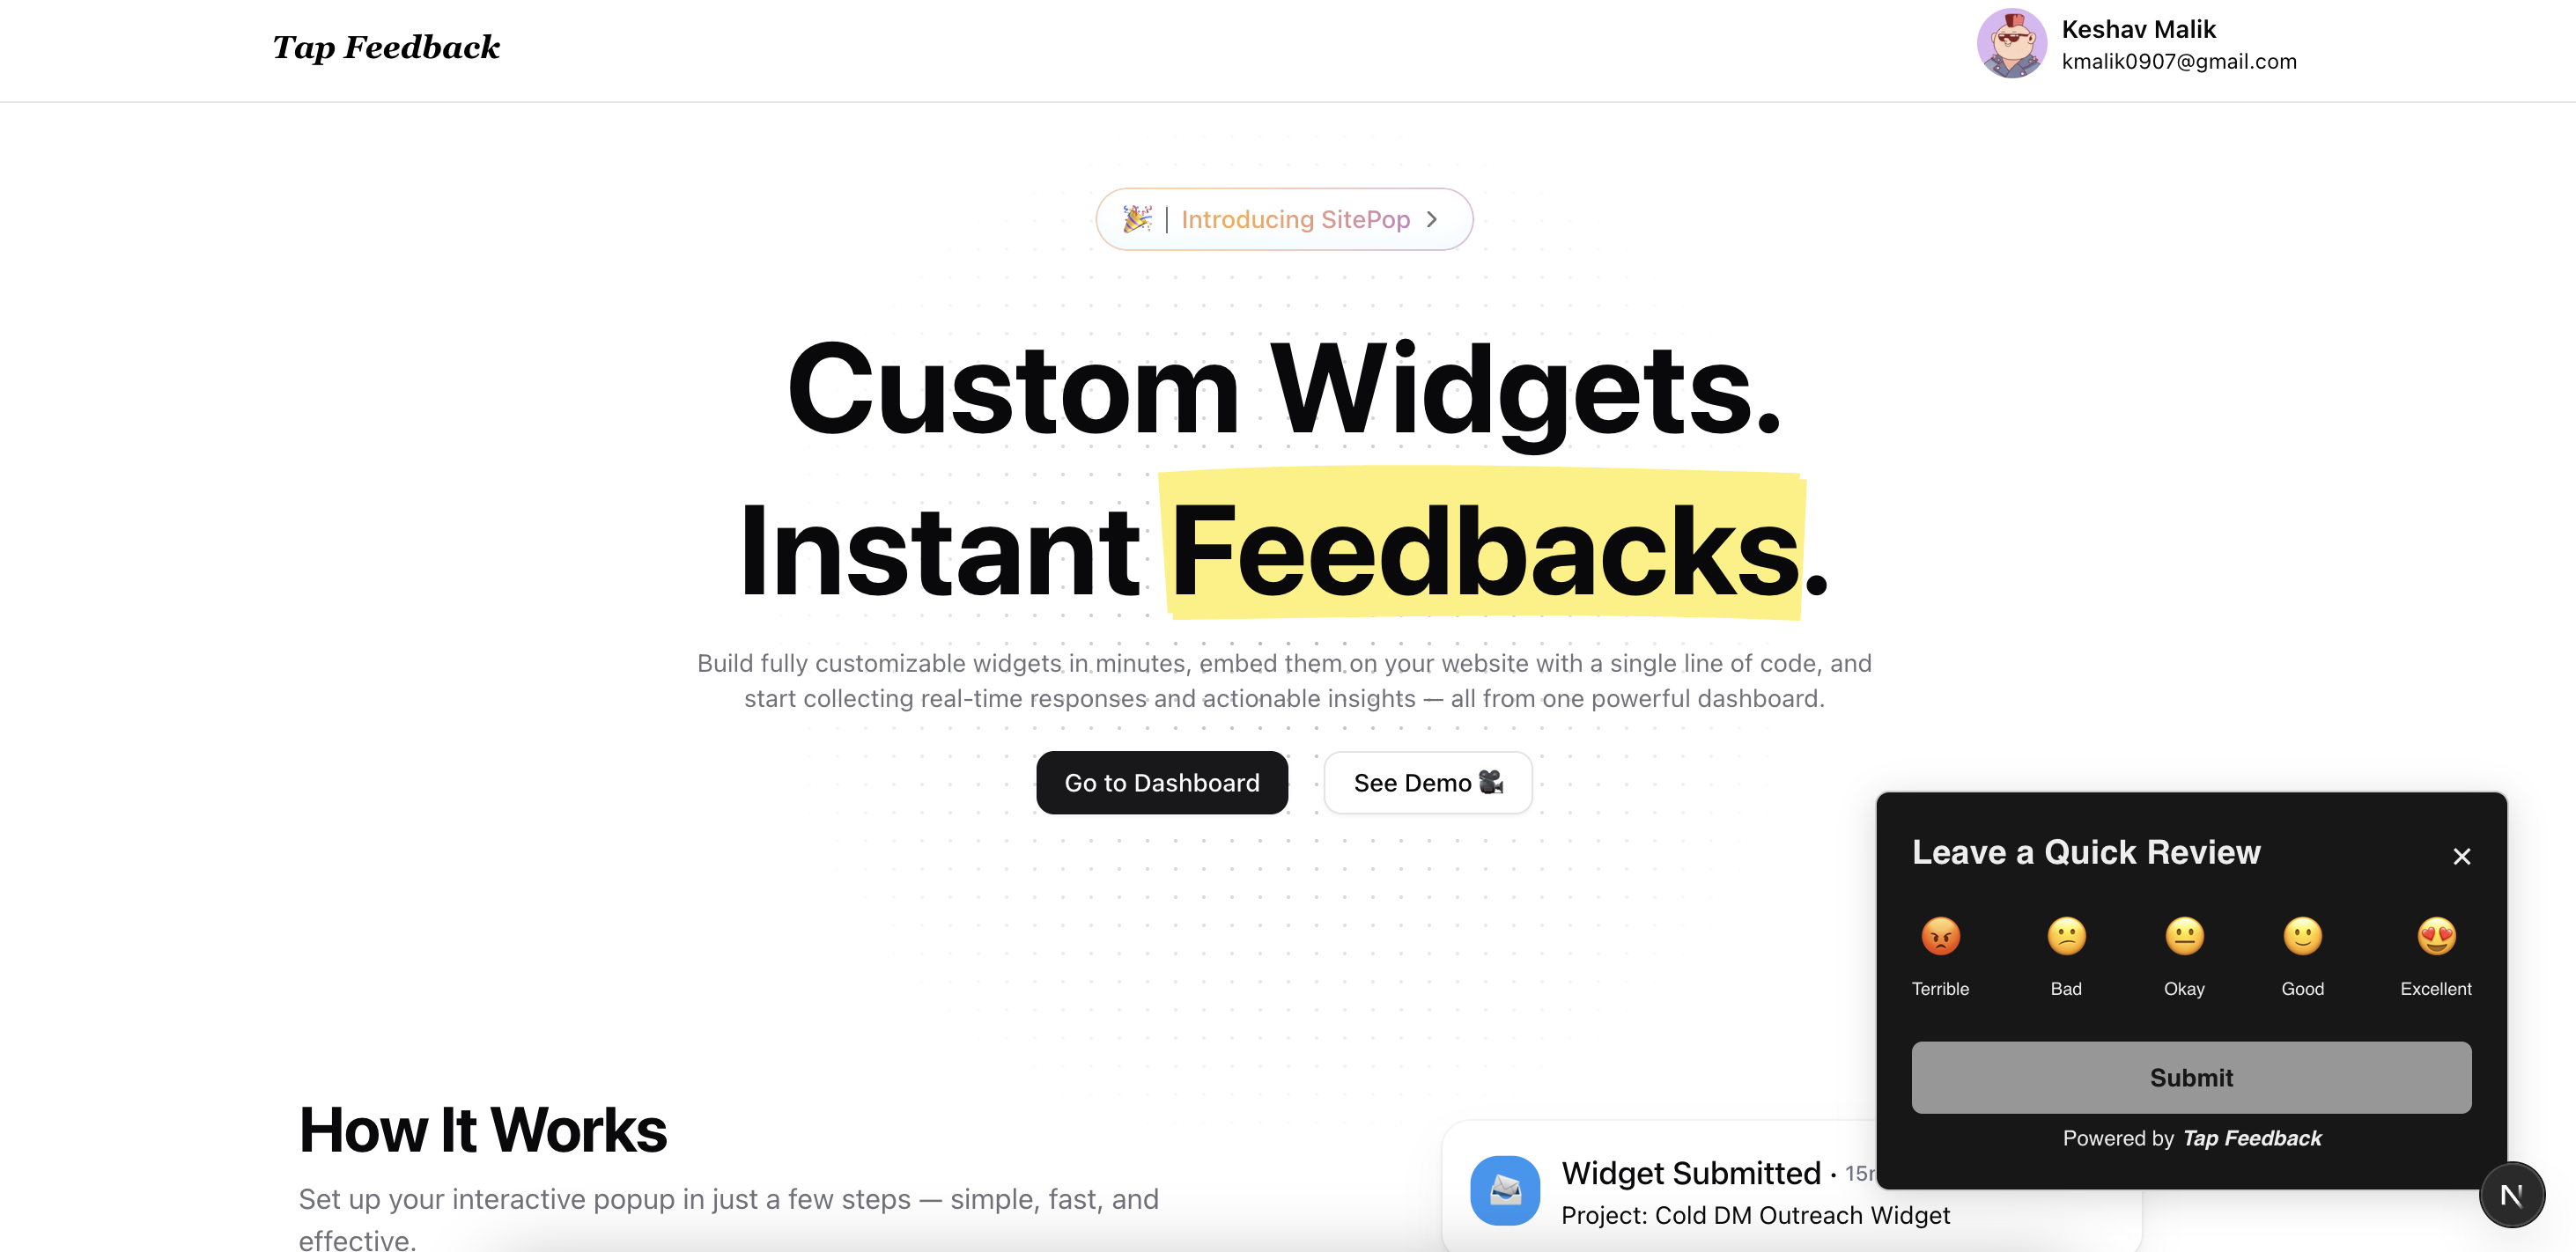 Tap Feedback
Keshav Malik
kmalik0907@gmail.com
🎉 | Introducing SitePop >
Custom Widgets.
Instant Feedbacks.
Build fully customizable widgets in minutes, embed them on your website with a single line of code, and
start collecting real-time responses and actionable insights — all from one powerful dashboard.
Go to Dashboard
See Demo 🎥
Leave a Quick Review
Terrible Bad Okay Good Excellent
Submit
Powered by Tap Feedback
N
How It Works
Set up your interactive popup in just a few steps — simple, fast, and
effective.
Widget Submitted · 15
Project: Cold DM Outreach Widget